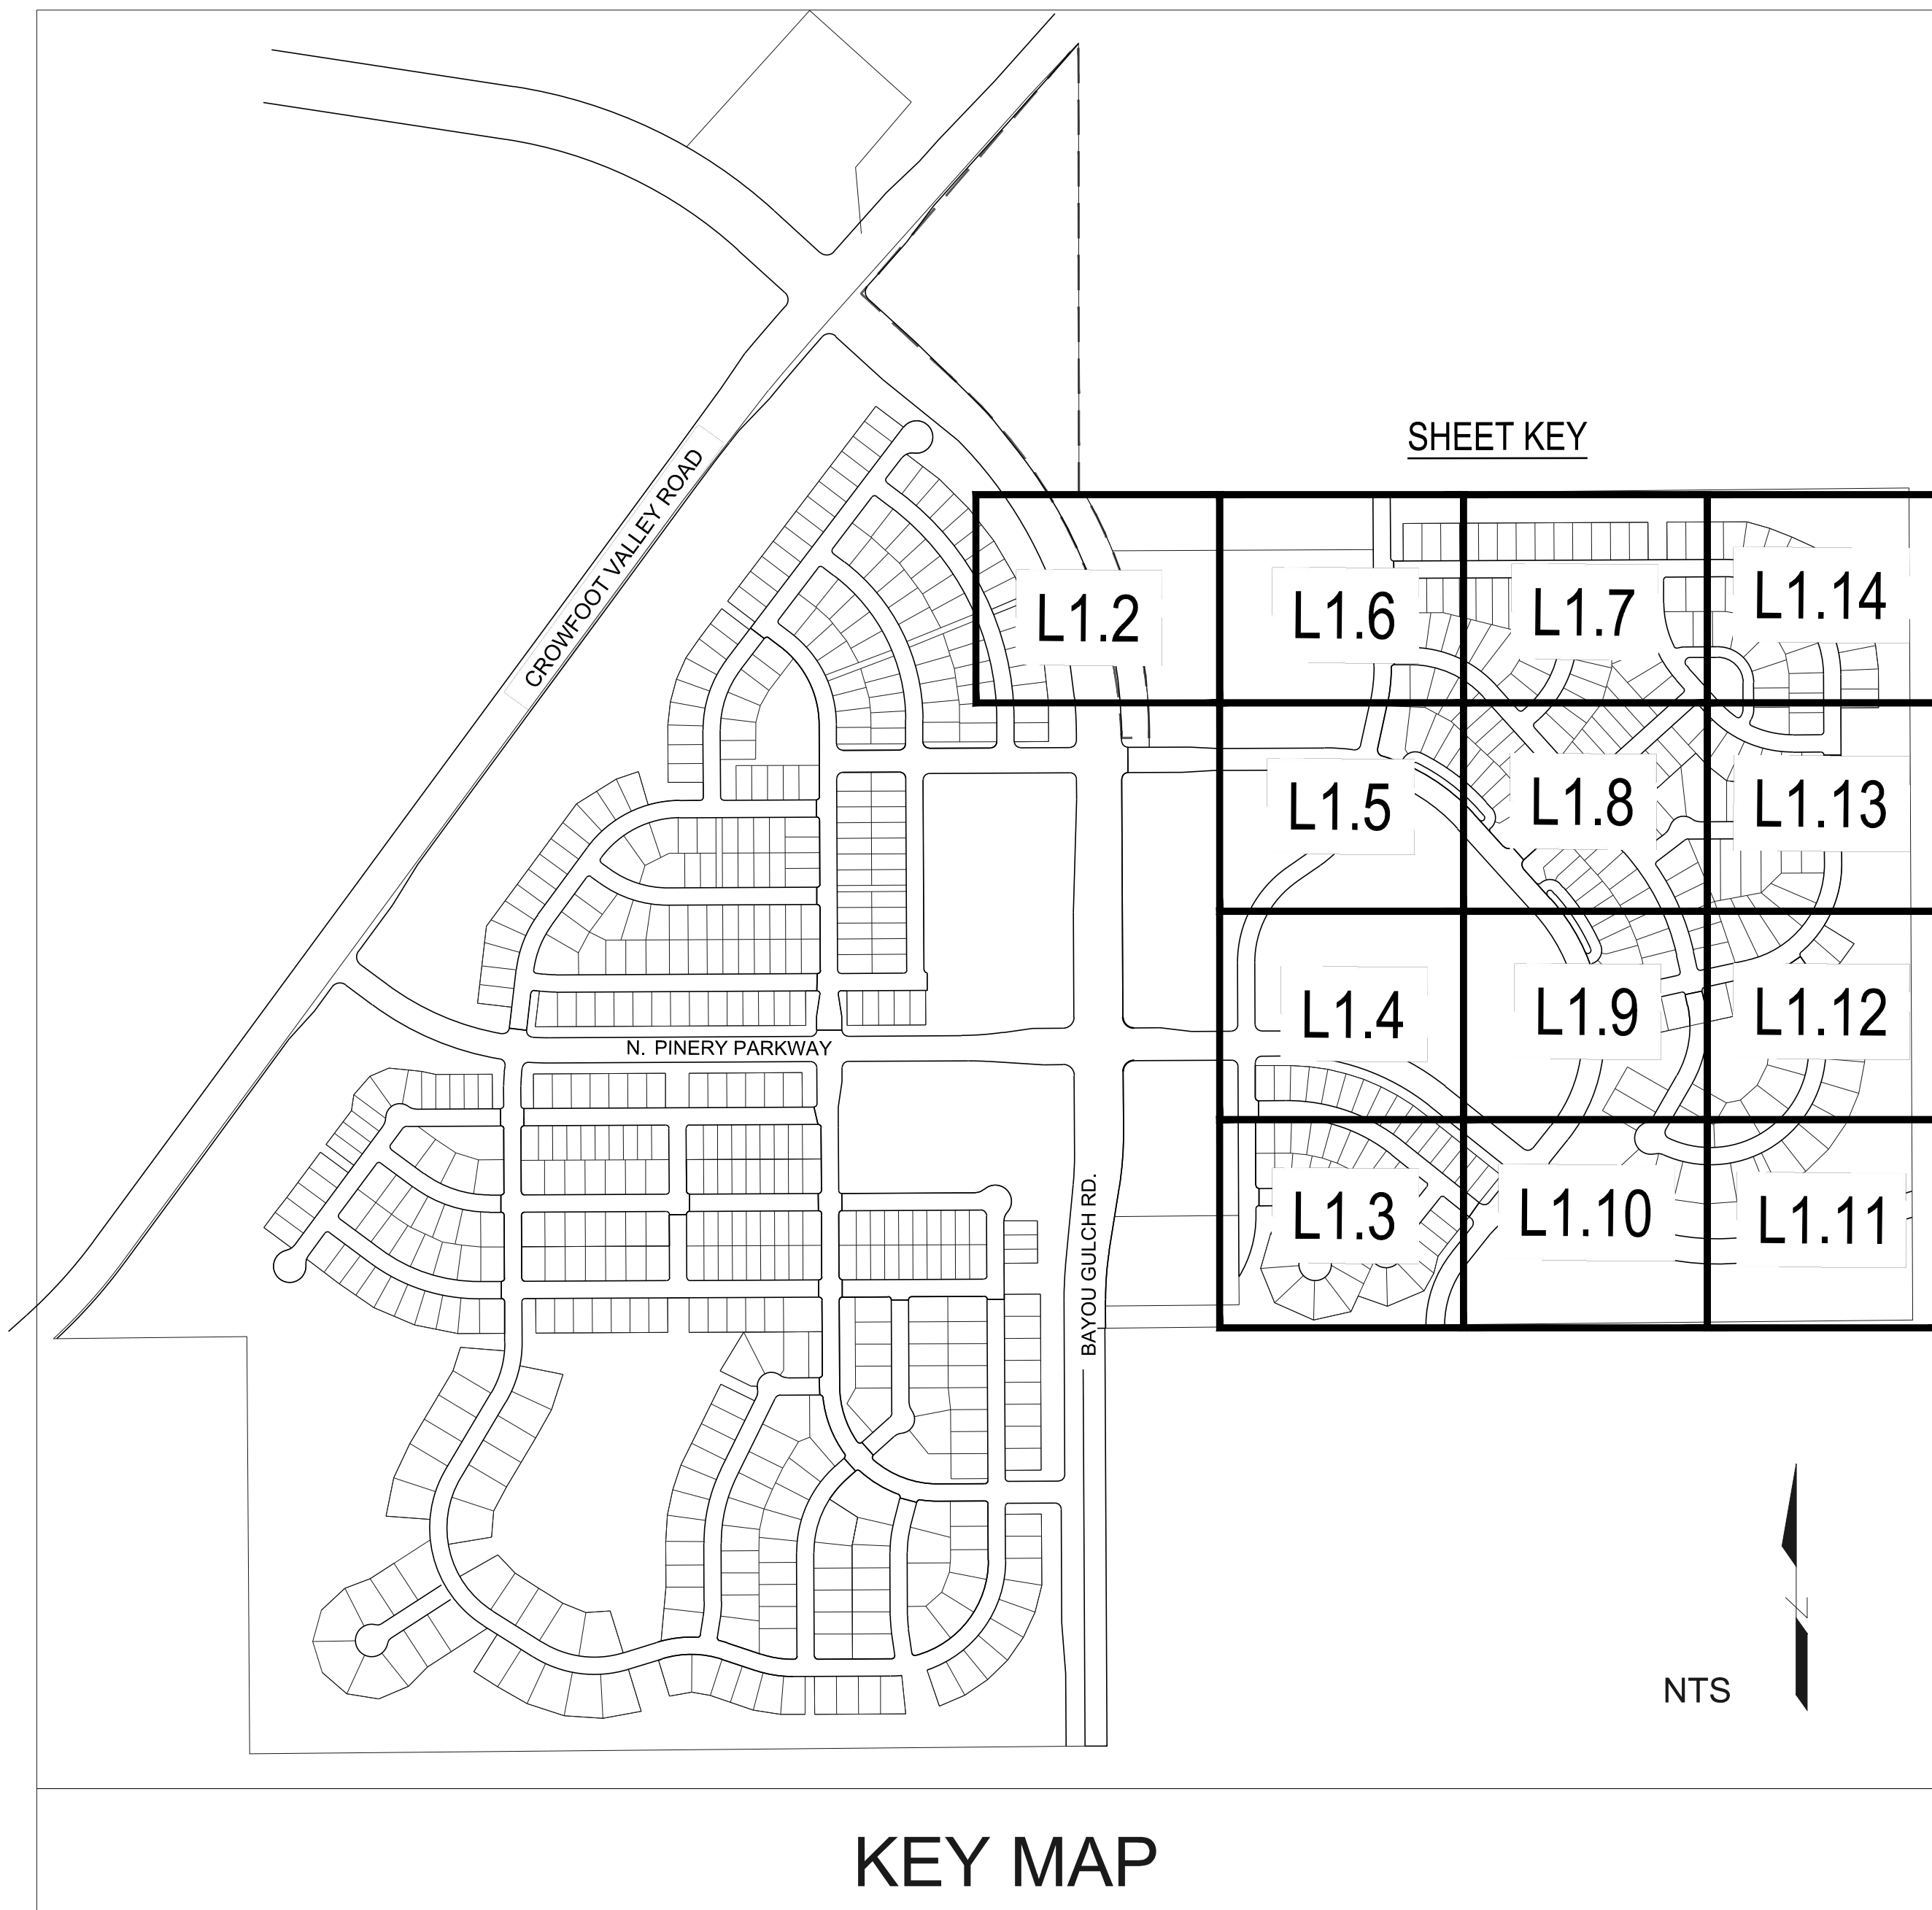 SHEET KEY
CROWFOOT VALLEY ROAD
L1.2
L1.6
L1.7
L1.14
L1.5
L1.8
L1.13
L1.4
L1.9
L1.12
N. PINERY PARKWAY
L1.3
L1.10
L1.11
BAYOU GULCH RD.
NTS
KEY MAP